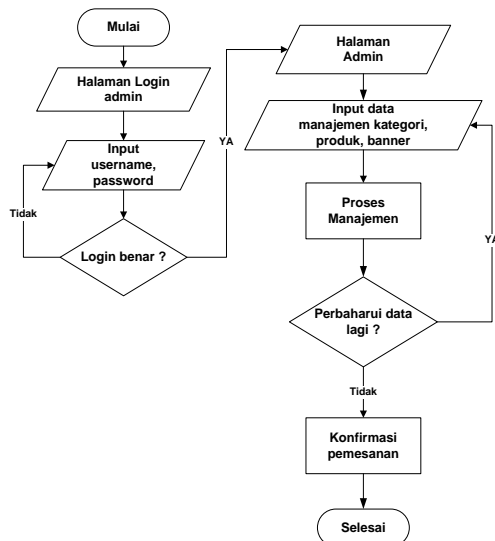 Mulai
Halaman Login
admin
Input
username,
password
Tidak
Login benar ?
YA
Halaman
Admin
Input data
manajemen kategori,
produk, banner
Proses
Manajemen
YA
Perbaharui data
lagi ?
Tidak
Konfirmasi
pemesanan
Selesai